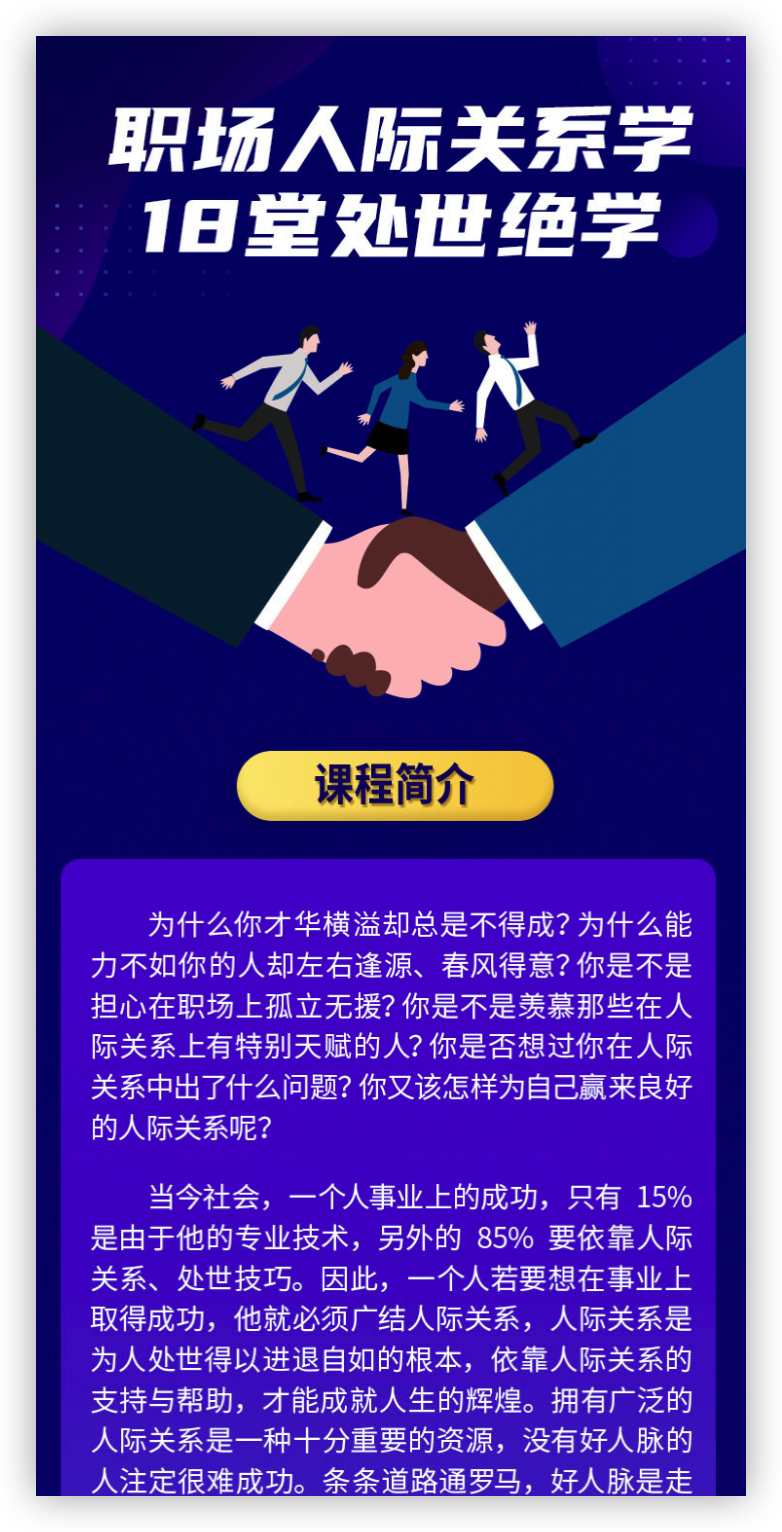 职场人际关系学
18堂处世绝学
课程简介
为什么你才华横溢却总是不得成？为什么能
力不如你的人却左右逢源、春风得意？你是不是
担心在职场上孤立无援？你是不是羡慕那些在人
际关系上有特别天赋的人？你是否想过你在人际
关系中出了什么问题？你又该怎样为自己赢来良好
的人际关系呢？
当今社会，一个人事业上的成功，只有 15%
是由于他的专业技术，另外的 85% 要依靠人际
关系、处世技巧。因此，一个人若要想在事业上
取得成功，他就必须广结人际关系，人际关系是
为人处世得以进退自如的根本，依靠人际关系的
支持与帮助，才能成就人生的辉煌。拥有广泛的
人际关系是一种十分重要的资源，没有好人脉的
人注定很难成功。条条道路通罗马，好人脉是走